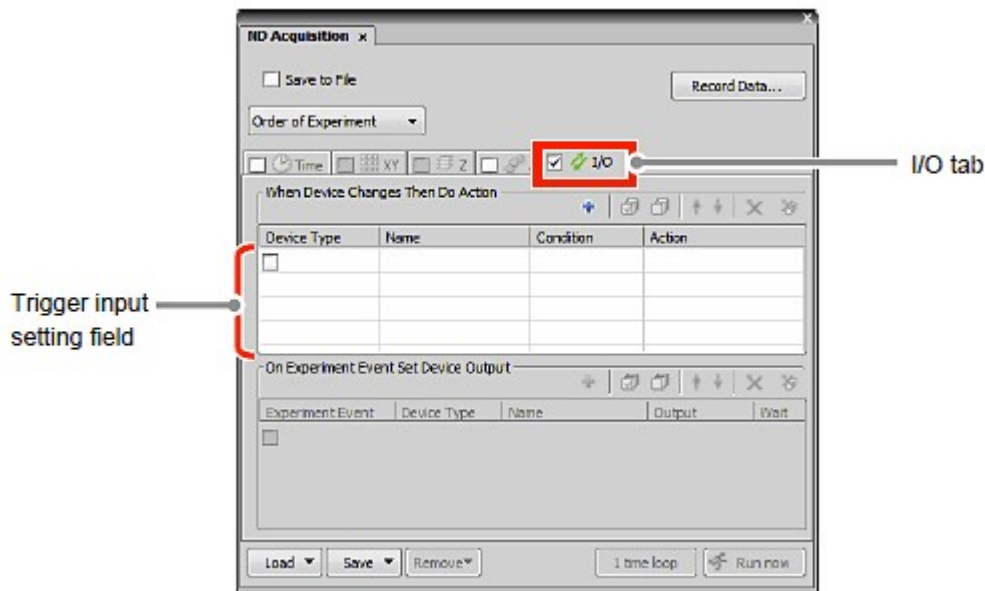 ND Acquisition x
Save to File
Record Data...
Order of Experiment
Time XY Z I/O
I/O tab
When Device Changes Then Do Action
Device Type Name Condition Action
Trigger input
setting field
On Experiment Event Set Device Output
Experiment Event Device Type Name Output Wait
Load Save Remove 1 time loop Run now